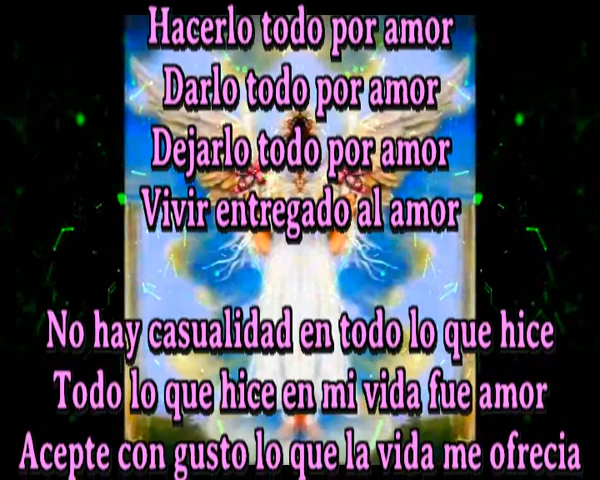 Hacerlo todo por amor
Darlo todo por amor
Dejarlo todo por amor
Vivir entregado al amor
No hay casualidad en todo lo que hice
Todo lo que hice en mi vida fue amor
Acepte con gusto lo que la vida me ofrecia